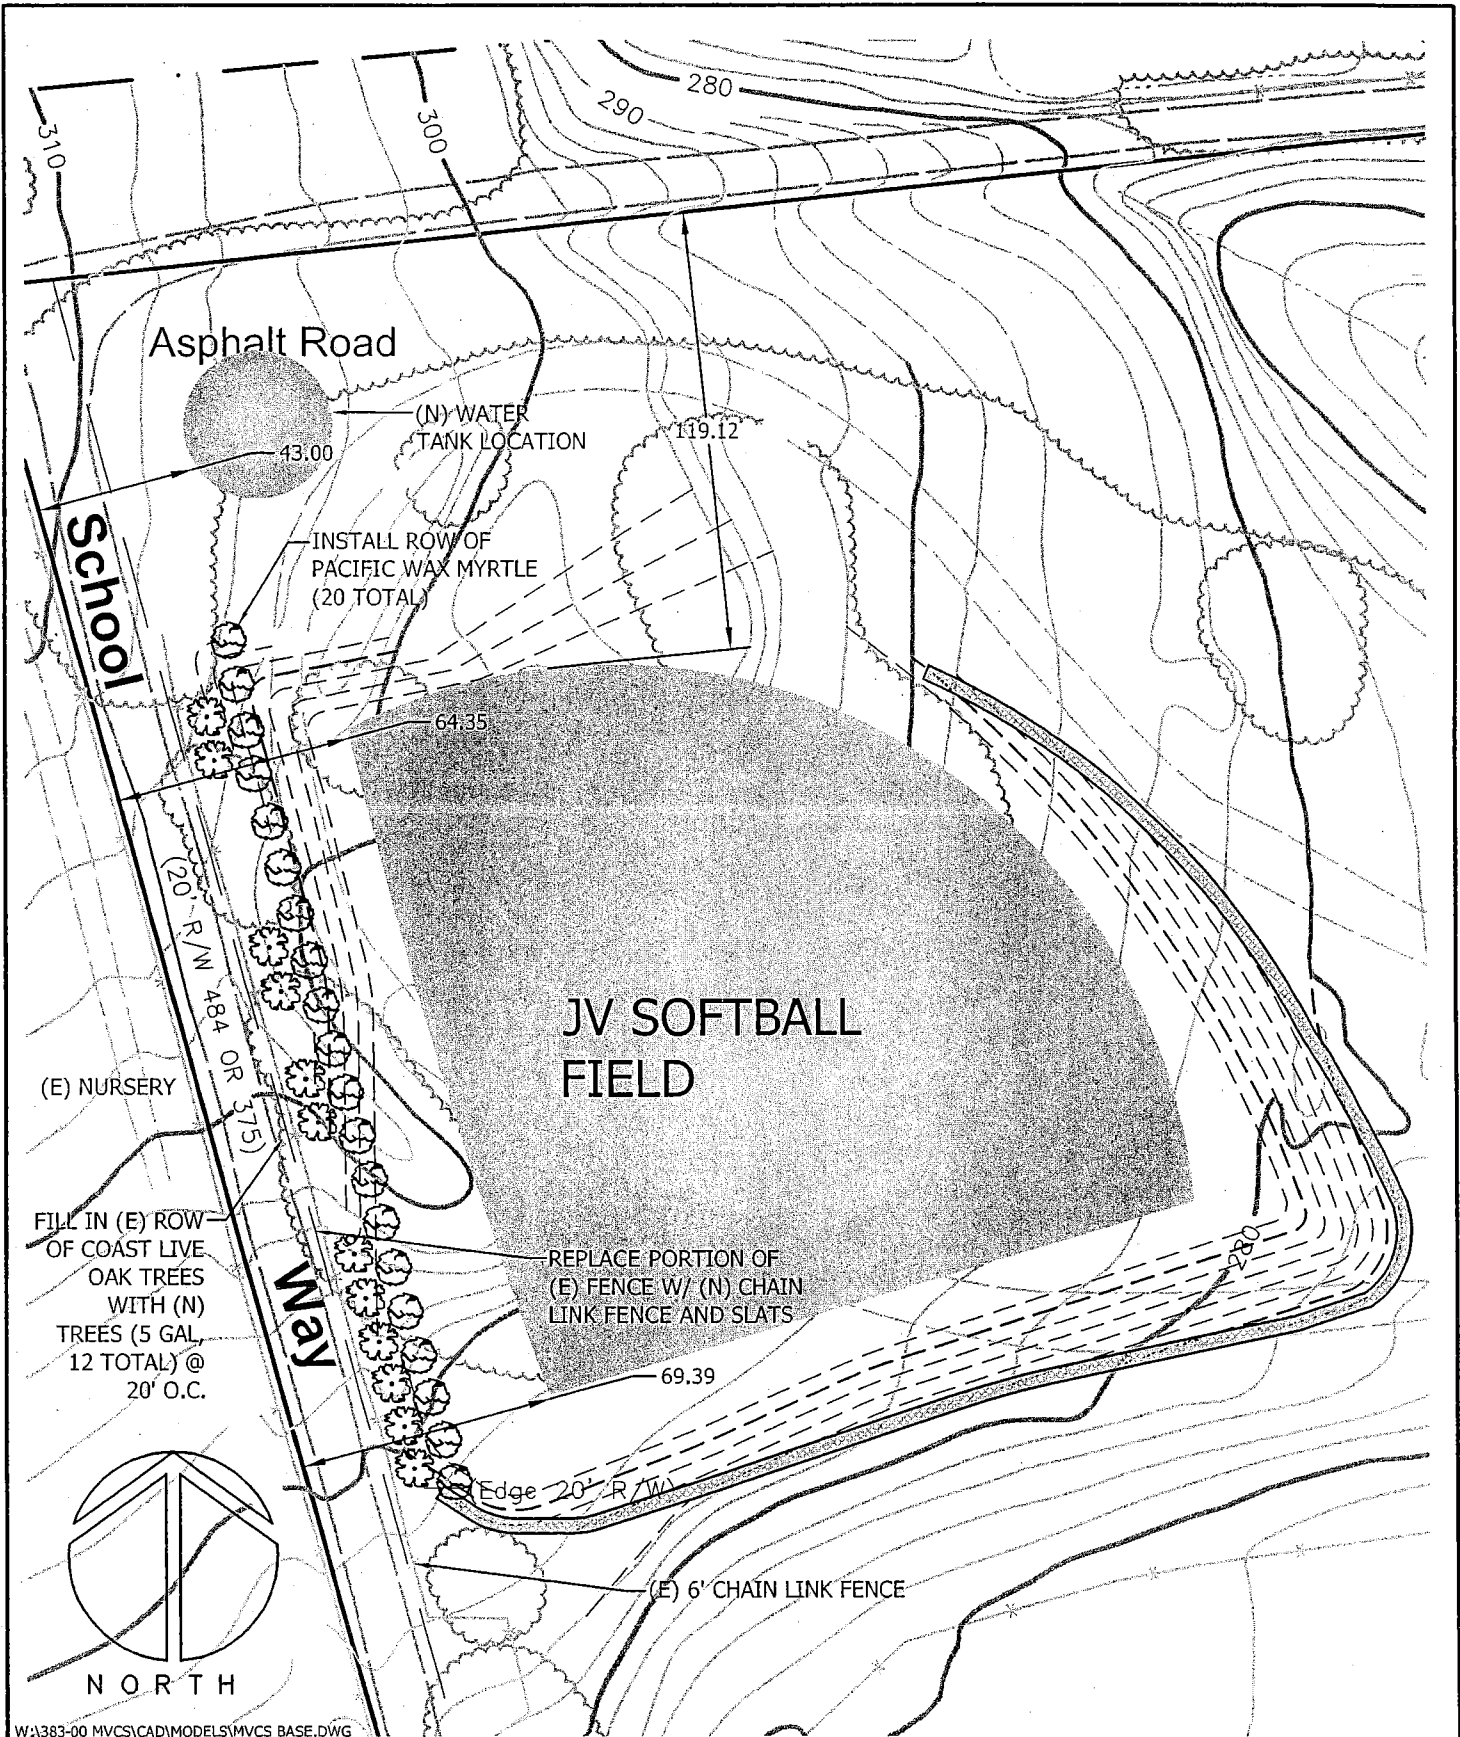 280
290
310
300
Asphalt Road
(N) WATER
TANK LOCATION
119.12
43.00
School
INSTALL ROW OF
PACIFIC WAX MYRTLE
(20 TOTAL)
64.35
(20' R/W 484 OR 375)
JV SOFTBALL
FIELD
(E) NURSERY
FILL IN (E) ROW
OF COAST LIVE
OAK TREES
WITH (N)
TREES (5 GAL,
12 TOTAL) @
20' O.C.
Way
REPLACE PORTION OF
(E) FENCE W/ (N) CHAIN
LINK FENCE AND SLATS
280
69.39
(Edge 20' R/W)
(E) 6' CHAIN LINK FENCE
NORTH
W:\383-00 MVCS\CAD\MODELS\MVCS BASE.DWG